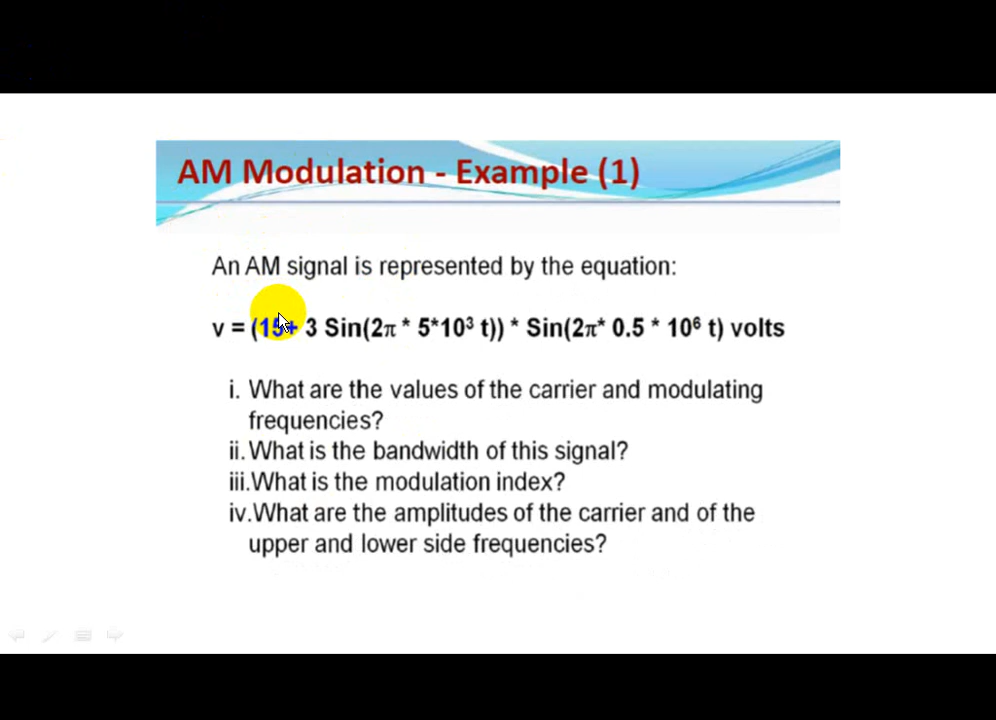 AM Modulation - Example (1)
An AM signal is represented by the equation:
v = (15+ 3 Sin(2π * 5*10³ t)) * Sin(2π* 0.5 * 10⁶ t) volts
i. What are the values of the carrier and modulating
frequencies?
ii. What is the bandwidth of this signal?
iii.What is the modulation index?
iv.What are the amplitudes of the carrier and of the
upper and lower side frequencies?